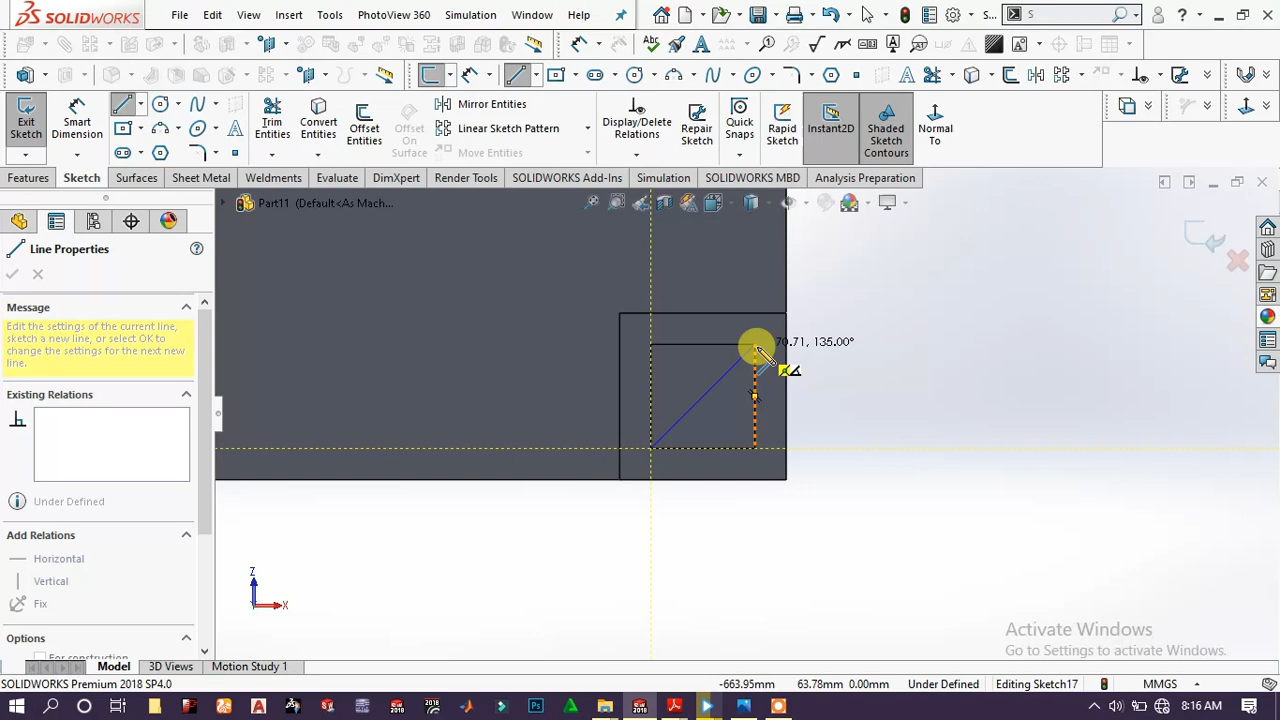 SOLIDWORKS
File Edit View Insert Tools PhotoView 360 Simulation Window Help
S... S
Exit Sketch
Smart Dimension
Trim Entities
Convert Entities
Offset Entities
Offset On Surface
Mirror Entities
Linear Sketch Pattern
Move Entities
Display/Delete Relations
Repair Sketch
Quick Snaps
Rapid Sketch
Instant2D
Shaded Sketch Contours
Normal To
Features Sketch Surfaces Sheet Metal Weldments Evaluate DimXpert Render Tools SOLIDWORKS Add-Ins Simulation SOLIDWORKS MBD Analysis Preparation
Part11 (Default<As Mach...
Line Properties
Message
Edit the settings of the current line,
sketch a new line, or select OK to
change the settings for the next new
line.
Existing Relations
Under Defined
Add Relations
Horizontal
Vertical
Fix
Options
For construction
70.71, 135.00°
Z
X
Activate Windows
Go to Settings to activate Windows.
Model 3D Views Motion Study 1
SOLIDWORKS Premium 2018 SP4.0 -663.95mm 63.78mm 0.00mm Under Defined Editing Sketch17 MMGS
8:16 AM